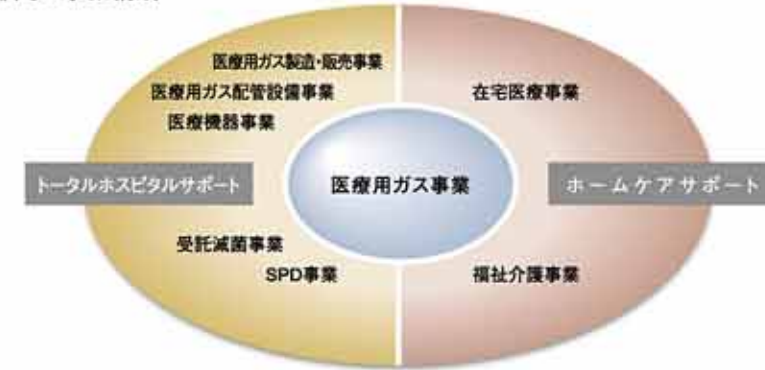 医療用ガス製造・販売事業
医療用ガス配管設備事業
医療機器事業
トータルホスピタルサポート
受託滅菌事業
SPD事業
医療用ガス事業
在宅医療事業
ホームケアサポート
福祉介護事業